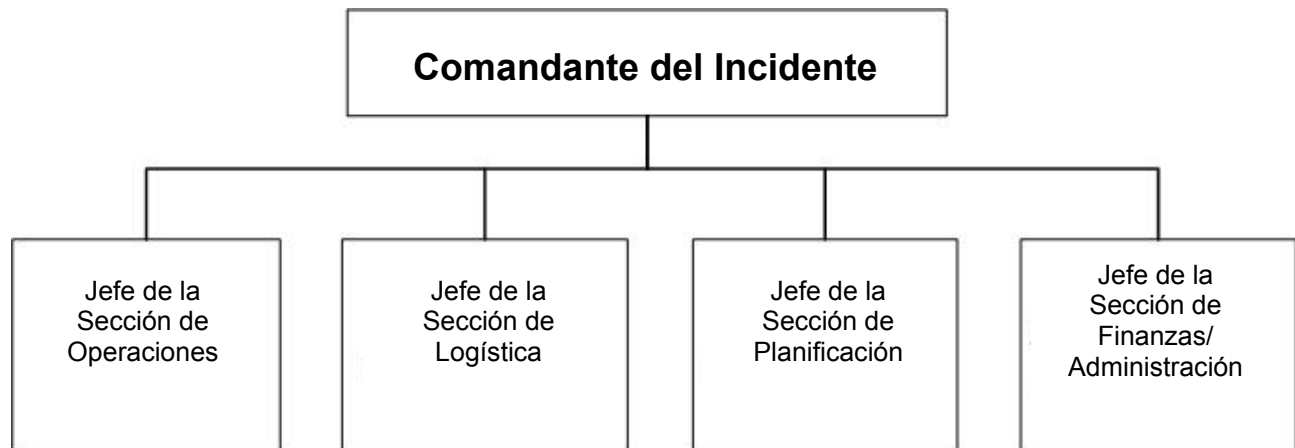 Comandante del Incidente
Jefe de la
Sección de
Operaciones
Jefe de la
Sección de
Logística
Jefe de la
Sección de
Planificación
Jefe de la
Sección de
Finanzas/
Administración